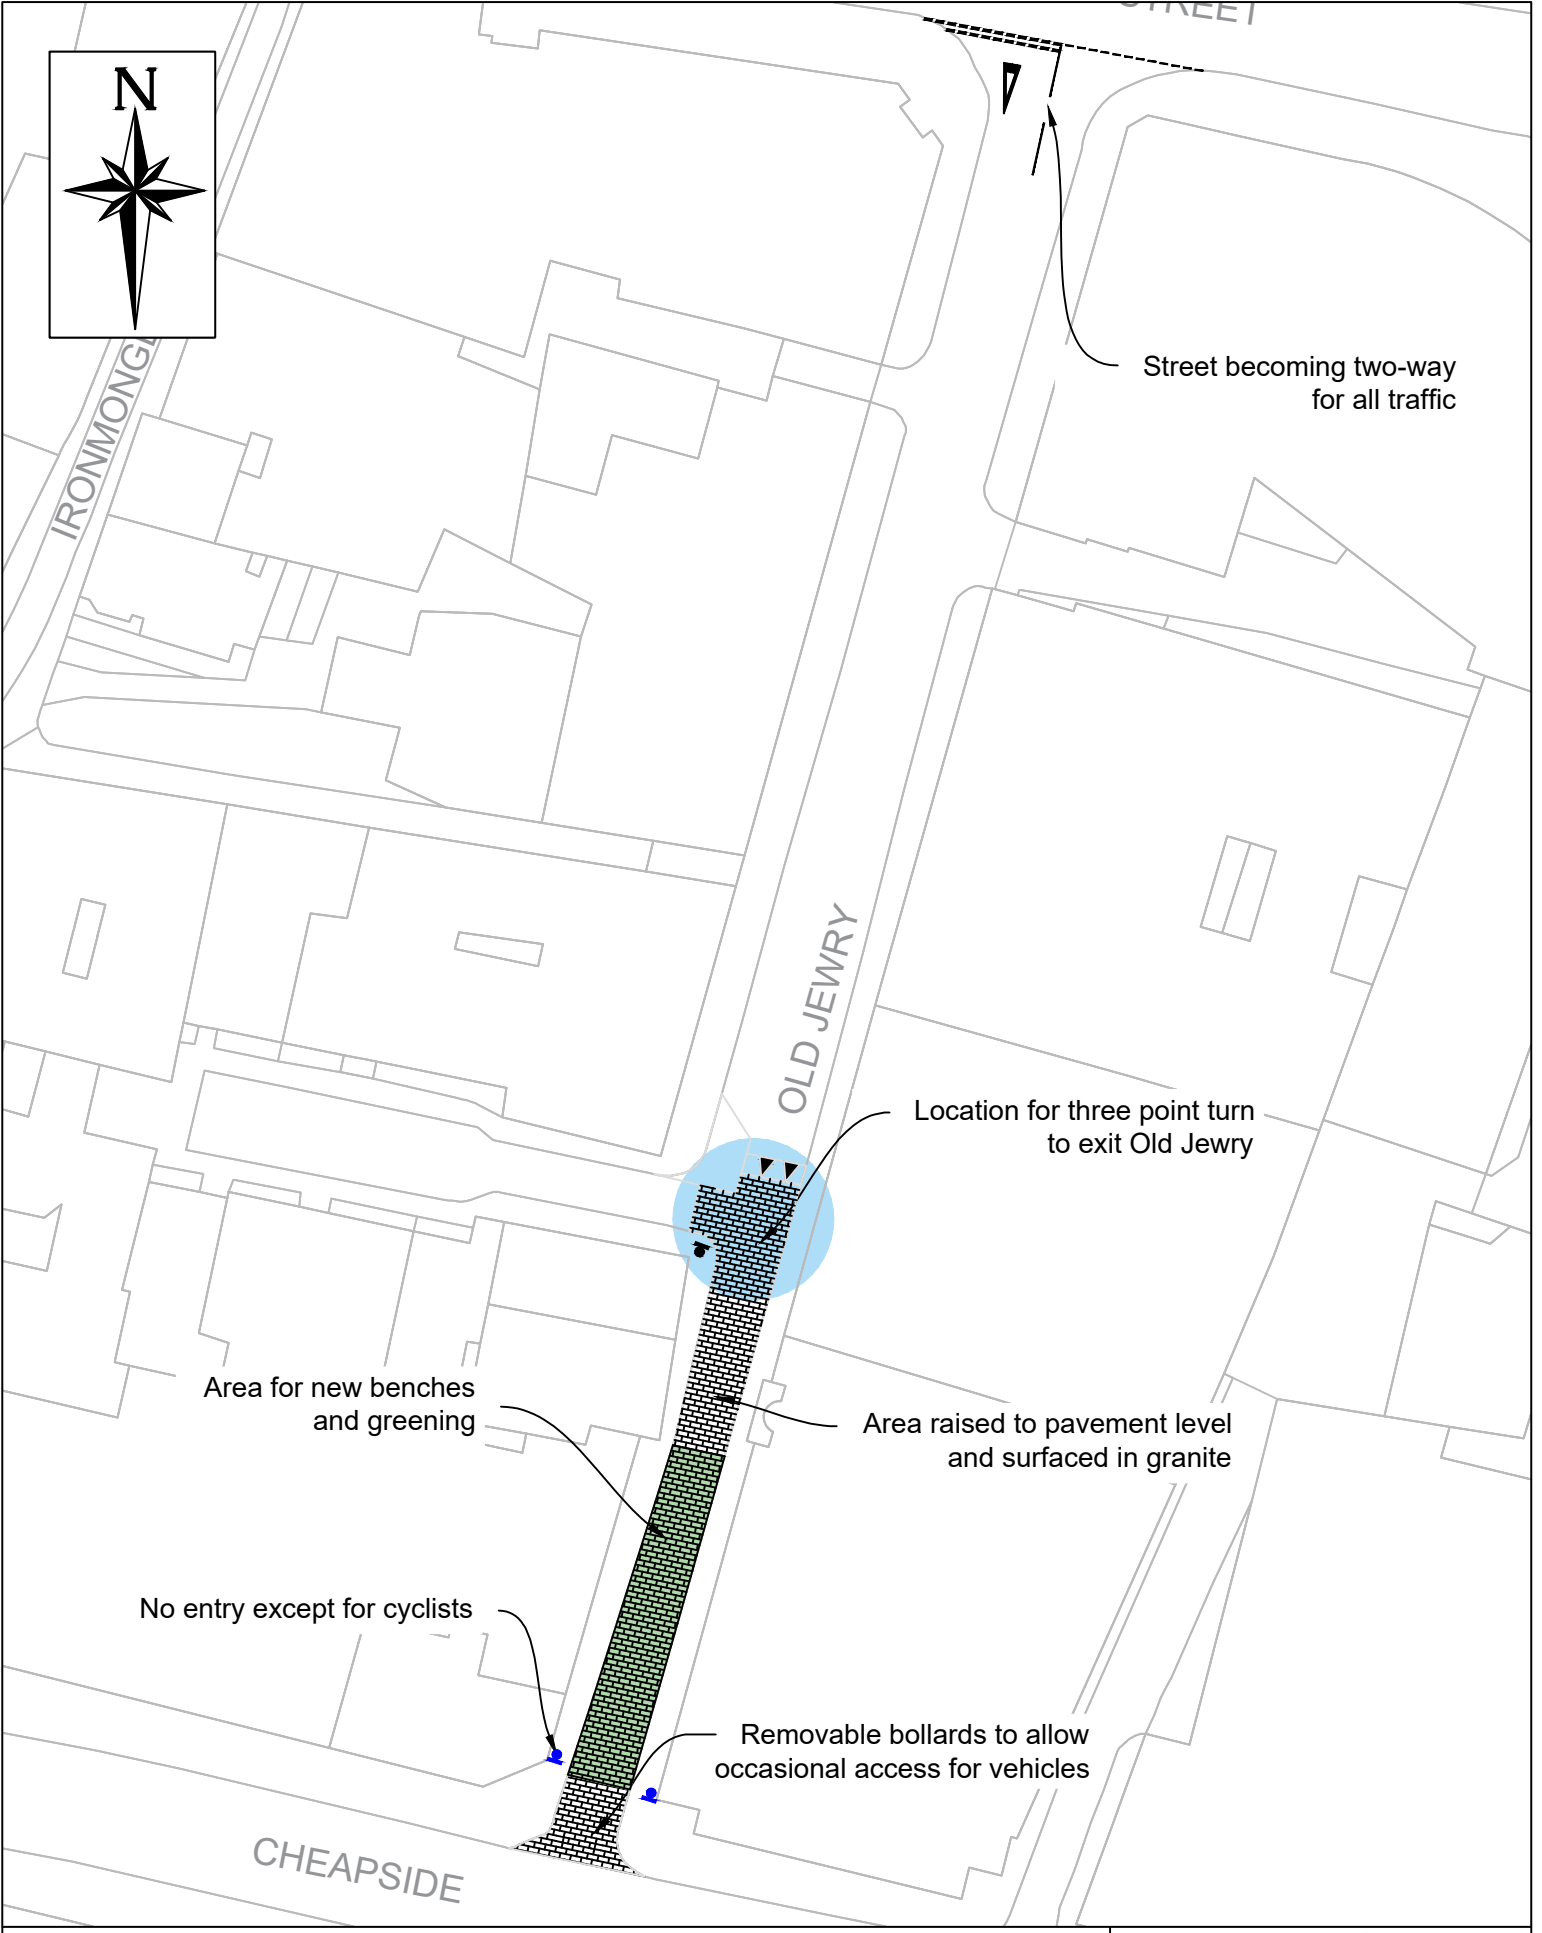 STREET
N
IRONMONGE
Street becoming two-way
for all traffic
OLD JEWRY
Location for three point turn
to exit Old Jewry
Area for new benches
and greening
Area raised to pavement level
and surfaced in granite
No entry except for cyclists
Removable bollards to allow
occasional access for vehicles
CHEAPSIDE